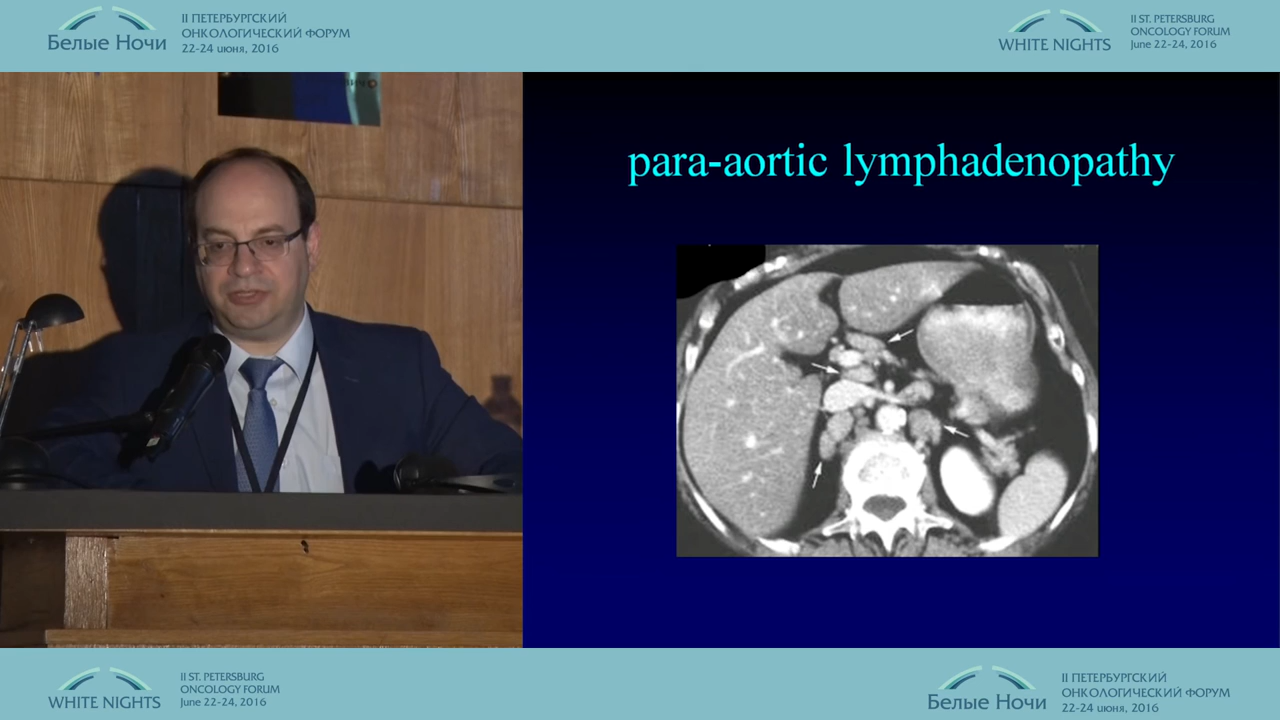 Белые Ночи
II ПЕТЕРБУРГСКИЙ
ОНКОЛОГИЧЕСКИЙ ФОРУМ
22-24 июня, 2016
WHITE NIGHTS
II ST. PETERSBURG
ONCOLOGY FORUM
June 22-24, 2016
para-aortic lymphadenopathy
WHITE NIGHTS
II ST. PETERSBURG
ONCOLOGY FORUM
June 22-24, 2016
Белые Ночи
II ПЕТЕРБУРГСКИЙ
ОНКОЛОГИЧЕСКИЙ ФОРУМ
22-24 июня, 2016